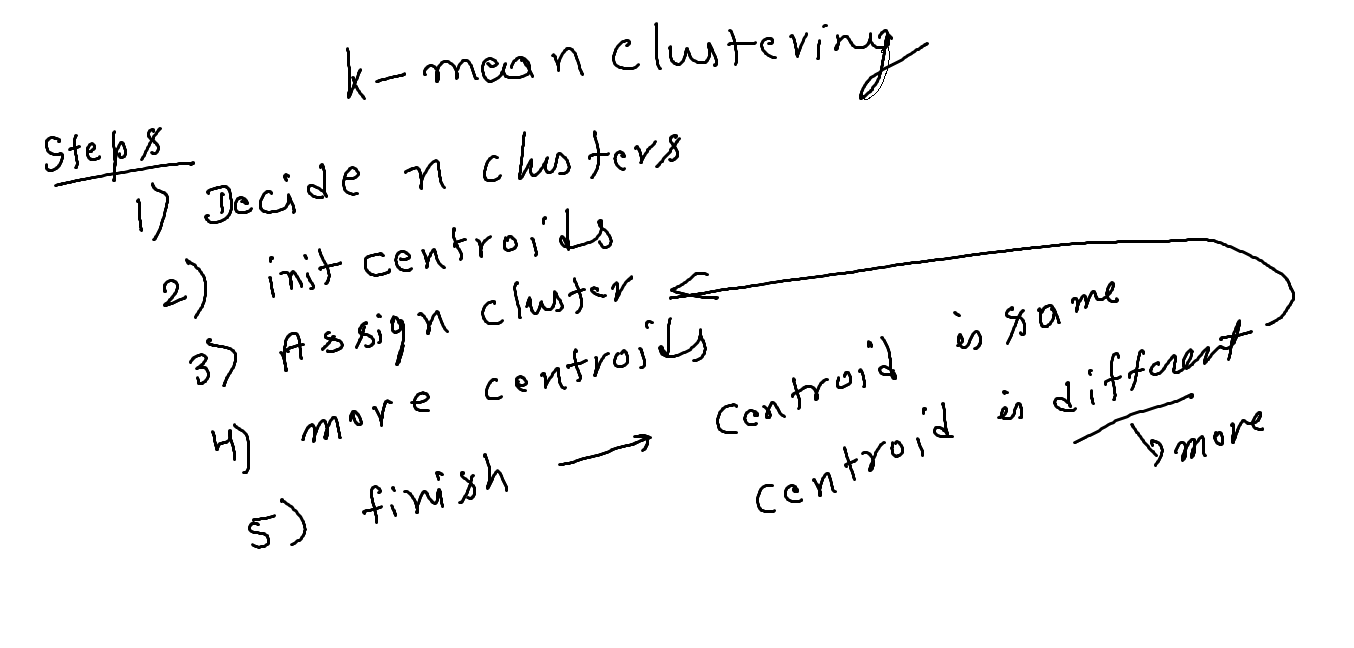 k-mean clustering
Steps
1) Decide n clusters
2) init centroids
3) Assign cluster
4) more centroids
5) finish → centroid is same
centroid is different
↳ more